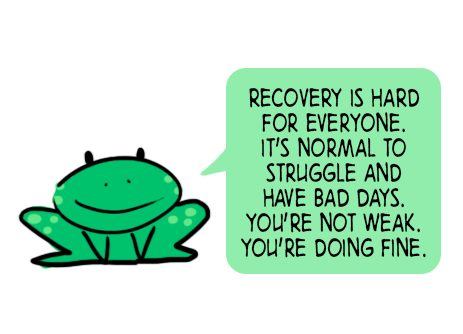 RECOVERY IS HARD
FOR EVERYONE.
IT'S NORMAL TO
STRUGGLE AND
HAVE BAD DAYS.
YOU'RE NOT WEAK.
YOU'RE DOING FINE.